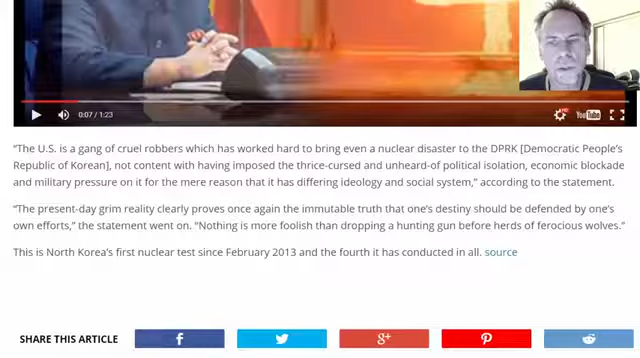 0:07 / 1:23
HD
YouTube
“The U.S. is a gang of cruel robbers which has worked hard to bring even a nuclear disaster to the DPRK [Democratic People’s
Republic of Korean], not content with having imposed the thrice-cursed and unheard-of political isolation, economic blockade
and military pressure on it for the mere reason that it has differing ideology and social system,” according to the statement.
“The present-day grim reality clearly proves once again the immutable truth that one’s destiny should be defended by one’s
own efforts,” the statement went on. “Nothing is more foolish than dropping a hunting gun before herds of ferocious wolves.”
This is North Korea’s first nuclear test since February 2013 and the fourth it has conducted in all. source
SHARE THIS ARTICLE